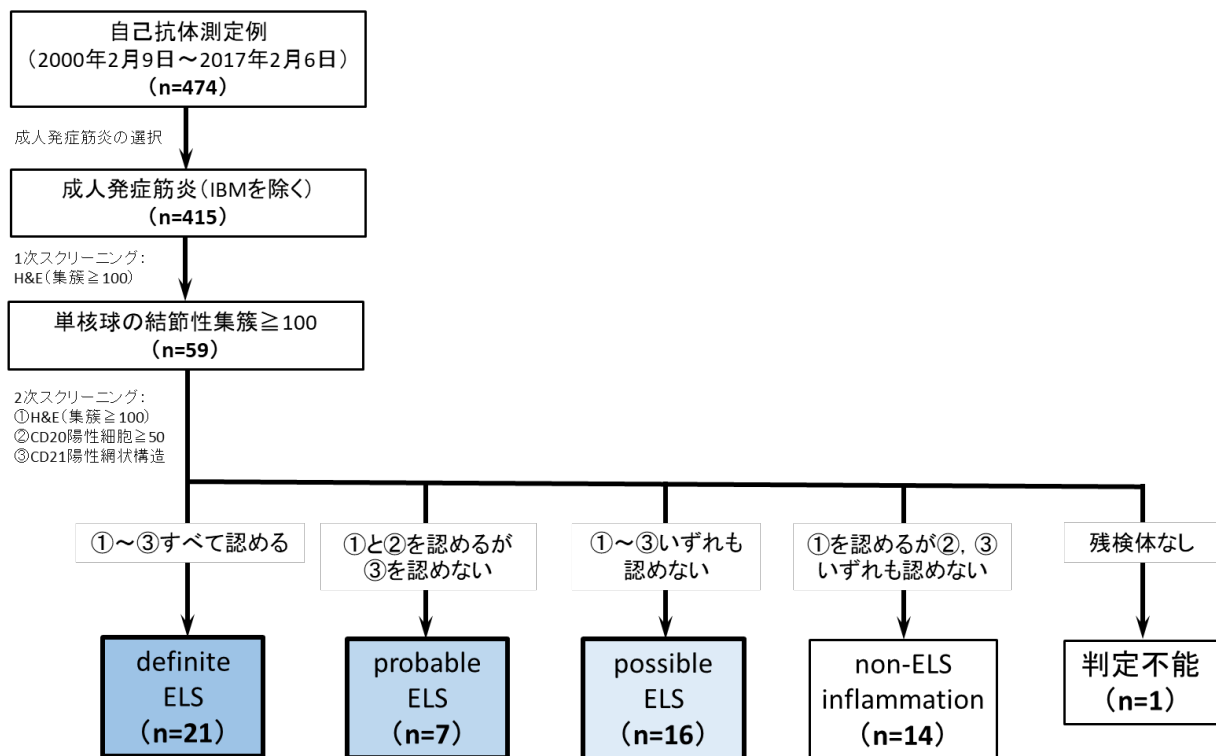 自己抗体測定例
（2000年2月9日～2017年2月6日）
（n=474）
成人発症筋炎の選択
成人発症筋炎（IBMを除く）
（n=415）
1次スクリーニング：
H&E（集簇≧100）
単核球の結節性集簇≧100
（n=59）
2次スクリーニング：
①H&E（集簇≧100）
②CD20陽性細胞≧50
③CD21陽性網状構造
①～③すべて認める
①と②を認めるが
③を認めない
①～③いずれも
認めない
①を認めるが②，③
いずれも認めない
残検体なし
definite
ELS
（n=21）
probable
ELS
（n=7）
possible
ELS
（n=16）
non-ELS
inflammation
（n=14）
判定不能
（n=1）